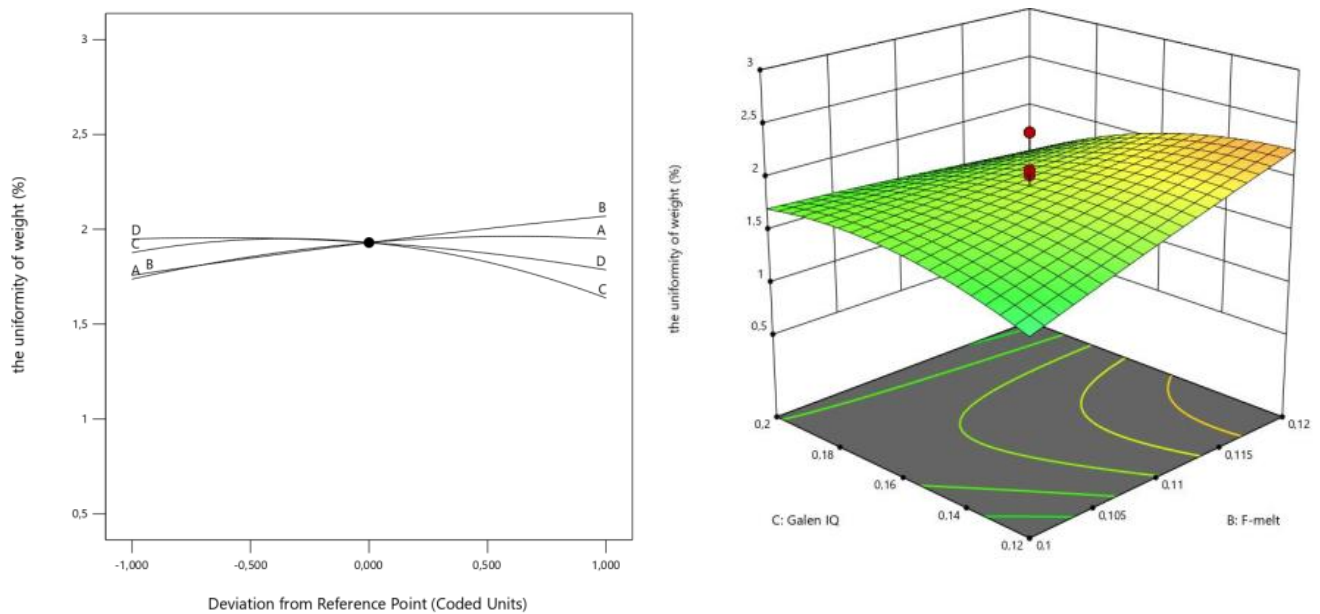 the uniformity of weight (%)
3
2,5
2
1,5
1
0,5
D
C
A
B
B
A
D
C
-1,000
-0,500
0,000
0,500
1,000
Deviation from Reference Point (Coded Units)
the uniformity of weight (%)
3
2.5
2
1.5
1
0.5
0,2
0,18
0,16
0,14
0,12
0,1
0,105
0,11
0,115
0,12
C: Galen IQ
B: F-melt